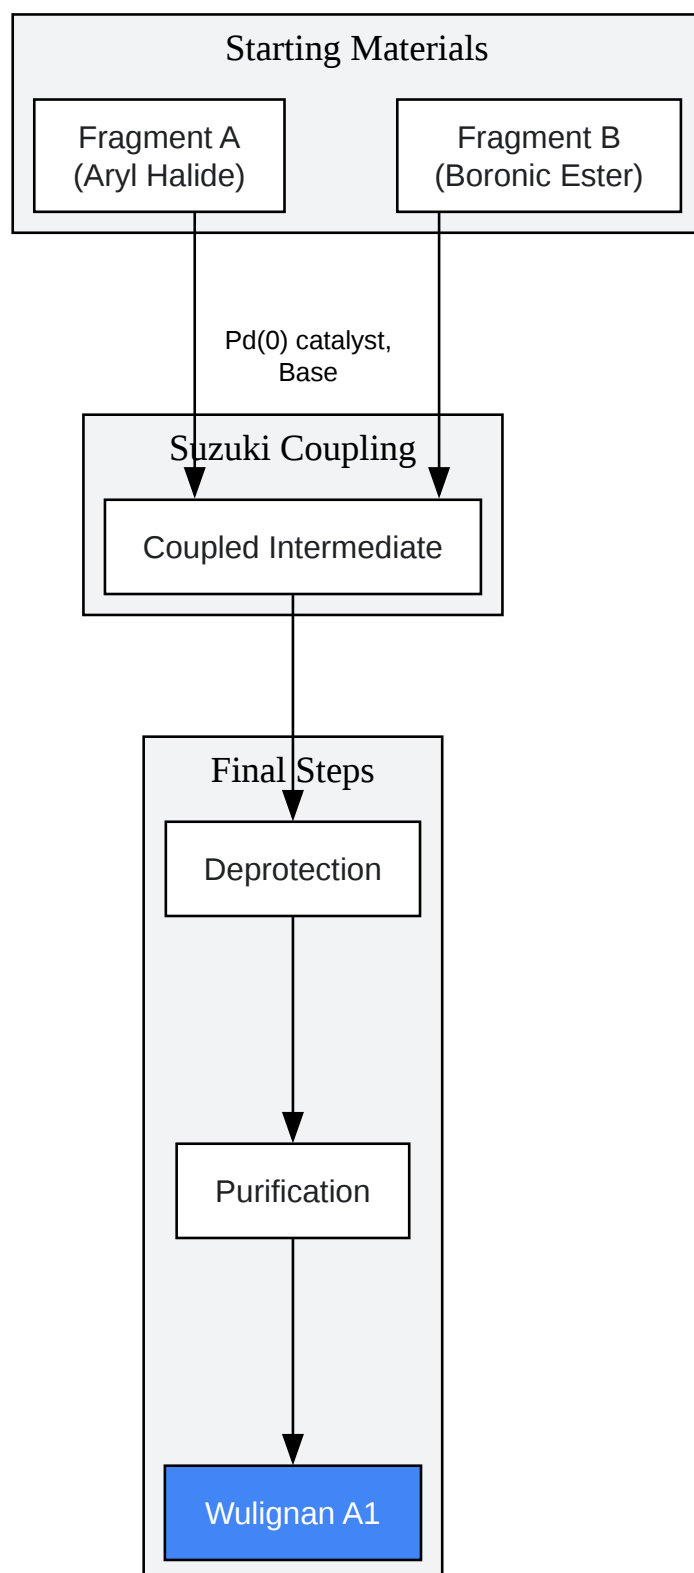 Starting Materials
Fragment A
(Aryl Halide)
Fragment B
(Boronic Ester)
Pd(0) catalyst,
Base
Suzuki Coupling
Coupled Intermediate
Final Steps
Deprotection
Purification
Wulignan A1